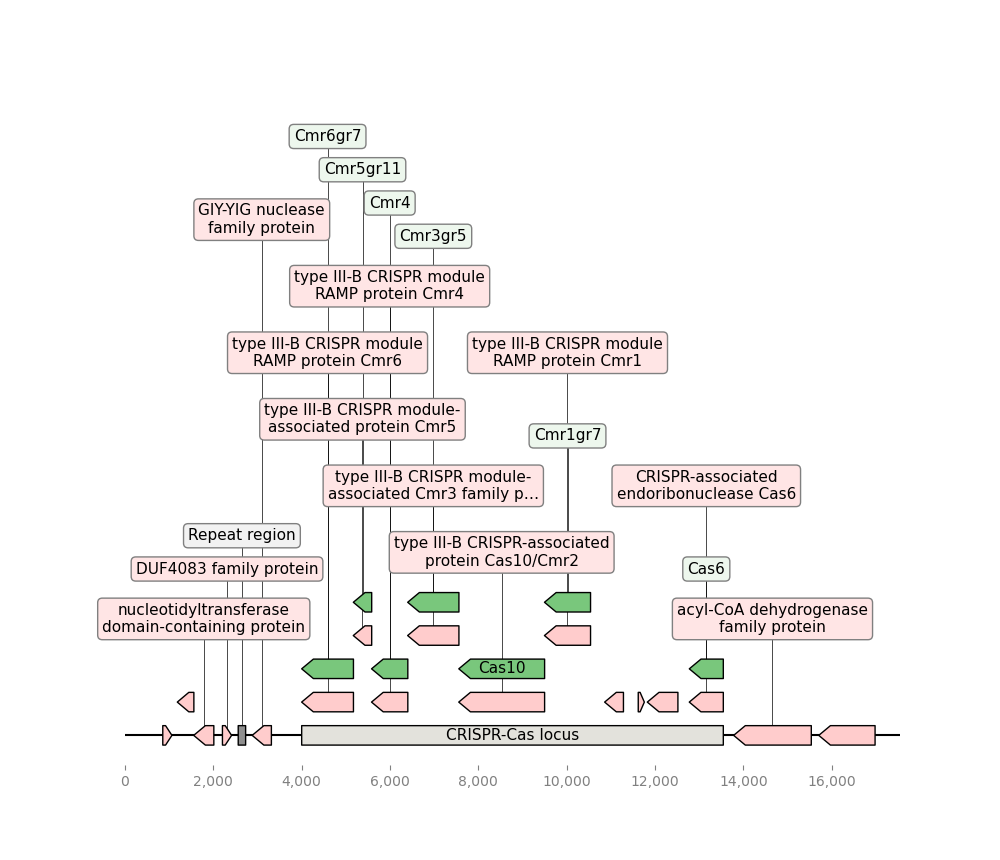 Cmr6gr7
Cmr5gr11
Cmr4
GIY-YIG nuclease
family protein
Cmr3gr5
type III-B CRISPR module
RAMP protein Cmr4
type III-B CRISPR module
RAMP protein Cmr6
type III-B CRISPR module
RAMP protein Cmr1
type III-B CRISPR module-
associated protein Cmr5
Cmr1gr7
type III-B CRISPR module-
associated Cmr3 family p...
CRISPR-associated
endoribonuclease Cas6
Repeat region
type III-B CRISPR-associated
protein Cas10/Cmr2
DUF4083 family protein
Cas6
nucleotidyltransferase
domain-containing protein
acyl-CoA dehydrogenase
family protein
Cas10
CRISPR-Cas locus
0 2,000 4,000 6,000 8,000 10,000 12,000 14,000 16,000